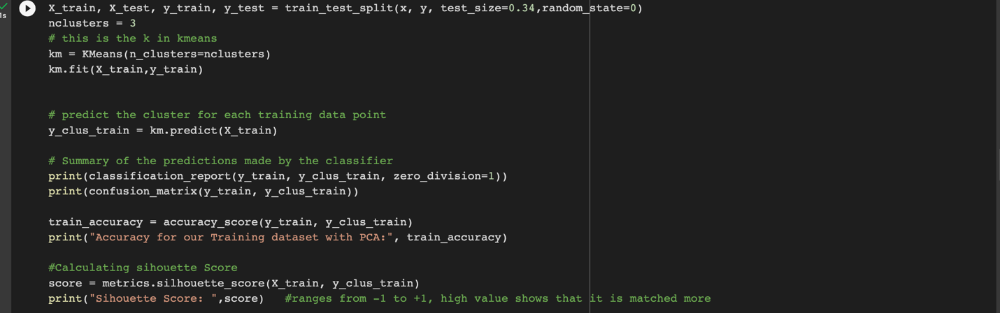 X_train, X_test, y_train, y_test = train_test_split(x, y, test_size=0.34,random_state=0)
1s
nclusters = 3
# this is the k in kmeans
km = KMeans(n_clusters=nclusters)
km.fit(X_train,y_train)
# predict the cluster for each training data point
y_clus_train = km.predict(X_train)
# Summary of the predictions made by the classifier
print(classification_report(y_train, y_clus_train, zero_division=1))
print(confusion_matrix(y_train, y_clus_train))
train_accuracy = accuracy_score(y_train, y_clus_train)
print("Accuracy for our Training dataset with PCA:", train_accuracy)
#Calculating sihouette Score
score = metrics.silhouette_score(X_train, y_clus_train)
print("Sihouette Score: ",score)   #ranges from -1 to +1, high value shows that it is matched more